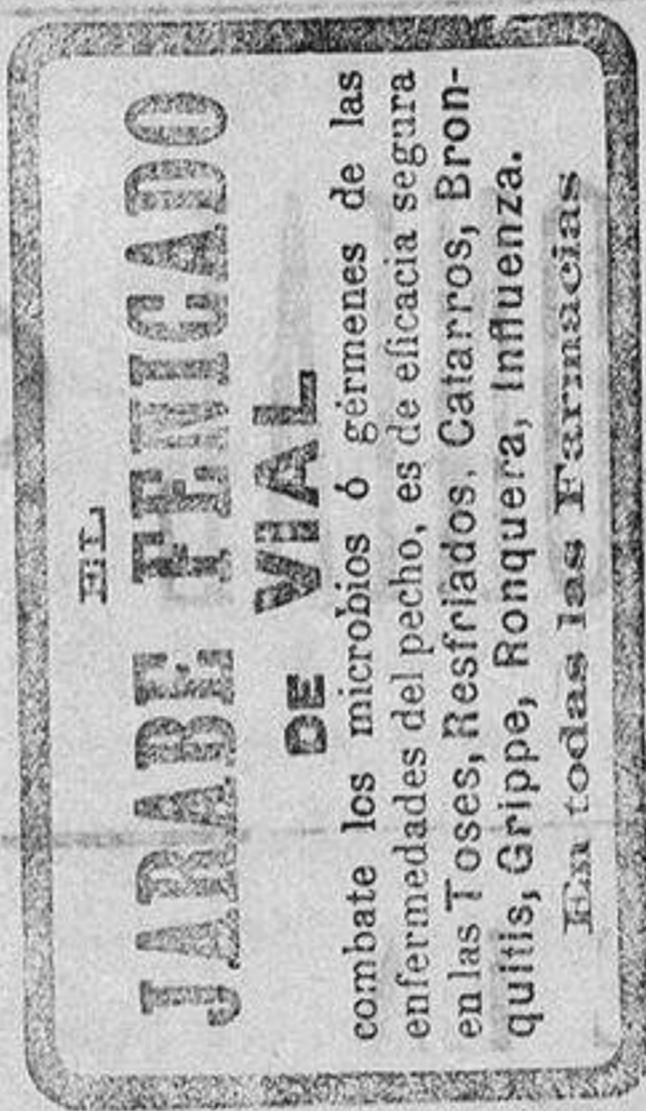 EL
JARABE FENICADO
DE VIAL
combate los microbios ó gérmenes de las
enfermedades del pecho, es de eficacia segura
en las Toses, Resfriados, Catarros, Bron-
quitis, Grippe, Ronquera, Influenza.
En todas las Farmacias